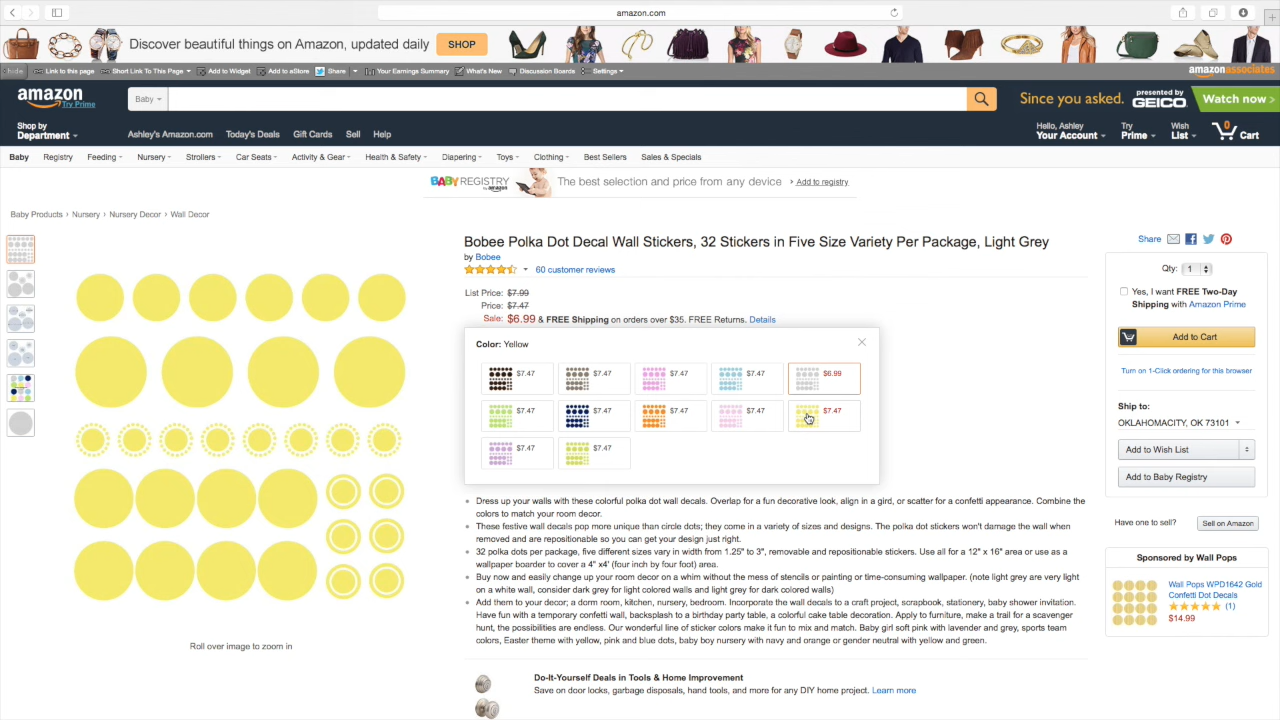 amazon.com
Discover beautiful things on Amazon, updated daily SHOP
hide Link to this page Short Link To This Page Add to Widget Add to aStore Share Your Earnings Summary What's New Discussion Boards Settings amazonassociates
amazon Try Prime
Baby
Since you asked. presented by GEICO Watch now >
Shop by Department
Ashley's Amazon.com Today's Deals Gift Cards Sell Help
Hello, Ashley Your Account Try Prime Wish List 0 Cart
Baby Registry Feeding Nursery Strollers Car Seats Activity & Gear Health & Safety Diapering Toys Clothing Best Sellers Sales & Specials
BABY REGISTRY by amazon The best selection and price from any device › Add to registry
Baby Products › Nursery › Nursery Decor › Wall Decor
Bobee Polka Dot Decal Wall Stickers, 32 Stickers in Five Size Variety Per Package, Light Grey
by Bobee
60 customer reviews
List Price: $7.99
Price: $7.47
Sale: $6.99 & FREE Shipping on orders over $35. FREE Returns. Details
Color: Yellow
$7.47 $7.47 $7.47 $7.47 $6.99
$7.47 $7.47 $7.47 $7.47 $7.47
$7.47 $7.47
• Dress up your walls with these colorful polka dot wall decals. Overlap for a fun decorative look, align in a gird, or scatter for a confetti appearance. Combine the
colors to match your room decor.
• These festive wall decals pop more unique than circle dots; they come in a variety of sizes and designs. The polka dot stickers won't damage the wall when
removed and are repositionable so you can get your design just right.
• 32 polka dots per package, five different sizes vary in width from 1.25" to 3", removable and repositionable stickers. Use all for a 12" x 16" area or use as a
wallpaper boarder to cover a 4" x4' (four inch by four foot) area.
• Buy now and easily change up your room decor on a whim without the mess of stencils or painting or time-consuming wallpaper. (note light grey are very light
on a white wall, consider dark grey for light colored walls and light grey for dark colored walls)
• Add them to your decor; a dorm room, kitchen, nursery, bedroom. Incorporate the wall decals to a craft project, scrapbook, stationery, baby shower invitation.
Have fun with a temporary confetti wall, backsplash to a birthday party table, a colorful cake table decoration. Apply to furniture, make a trail for a scavenger
hunt, the possibilities are endless. Our wonderful line of sticker colors make it fun to mix and match. Baby girl soft pink with lavender and grey, sports team
colors, Easter theme with yellow, pink and blue dots, baby boy nursery with navy and orange or gender neutral with yellow and green.
Roll over image to zoom in
Do-It-Yourself Deals in Tools & Home Improvement
Save on door locks, garbage disposals, hand tools, and more for any DIY home project. Learn more
Share
Qty: 1
Yes, I want FREE Two-Day
Shipping with Amazon Prime
Add to Cart
Turn on 1-Click ordering for this browser
Ship to:
OKLAHOMACITY, OK 73101
Add to Wish List
Add to Baby Registry
Have one to sell? Sell on Amazon
Sponsored by Wall Pops
Wall Pops WPD1642 Gold
Confetti Dot Decals
(1)
$14.99